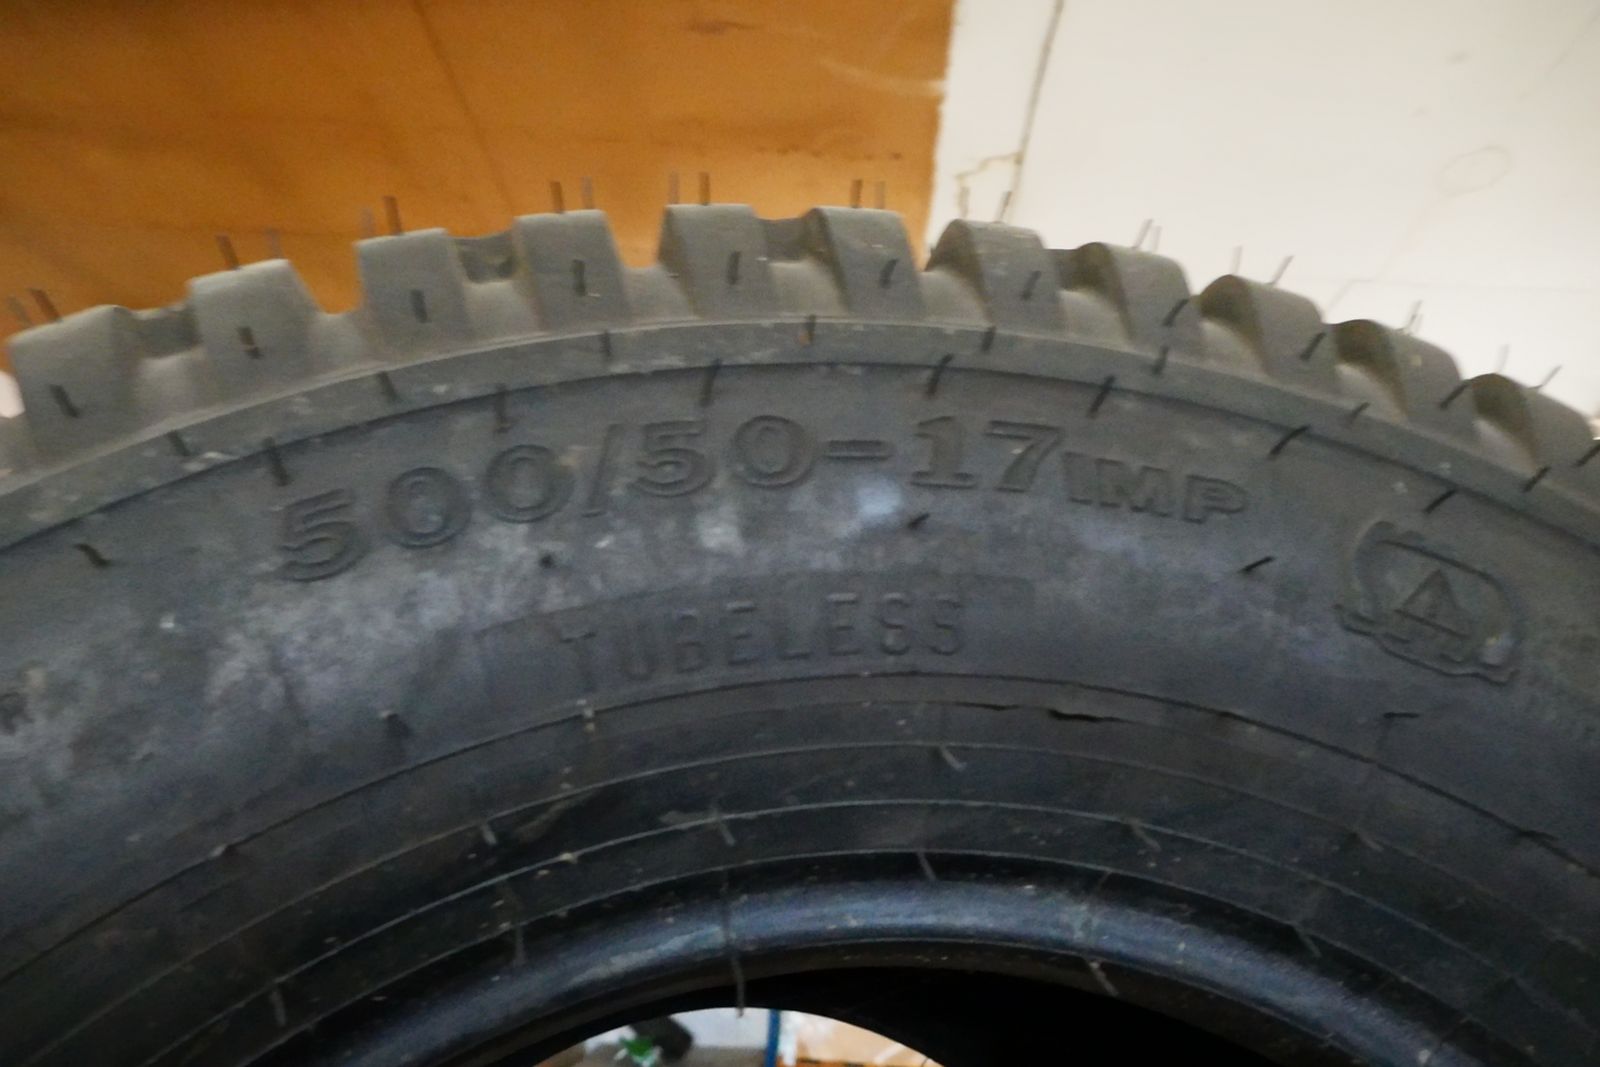 500/50-17 IMP
TUBELESS
A
R